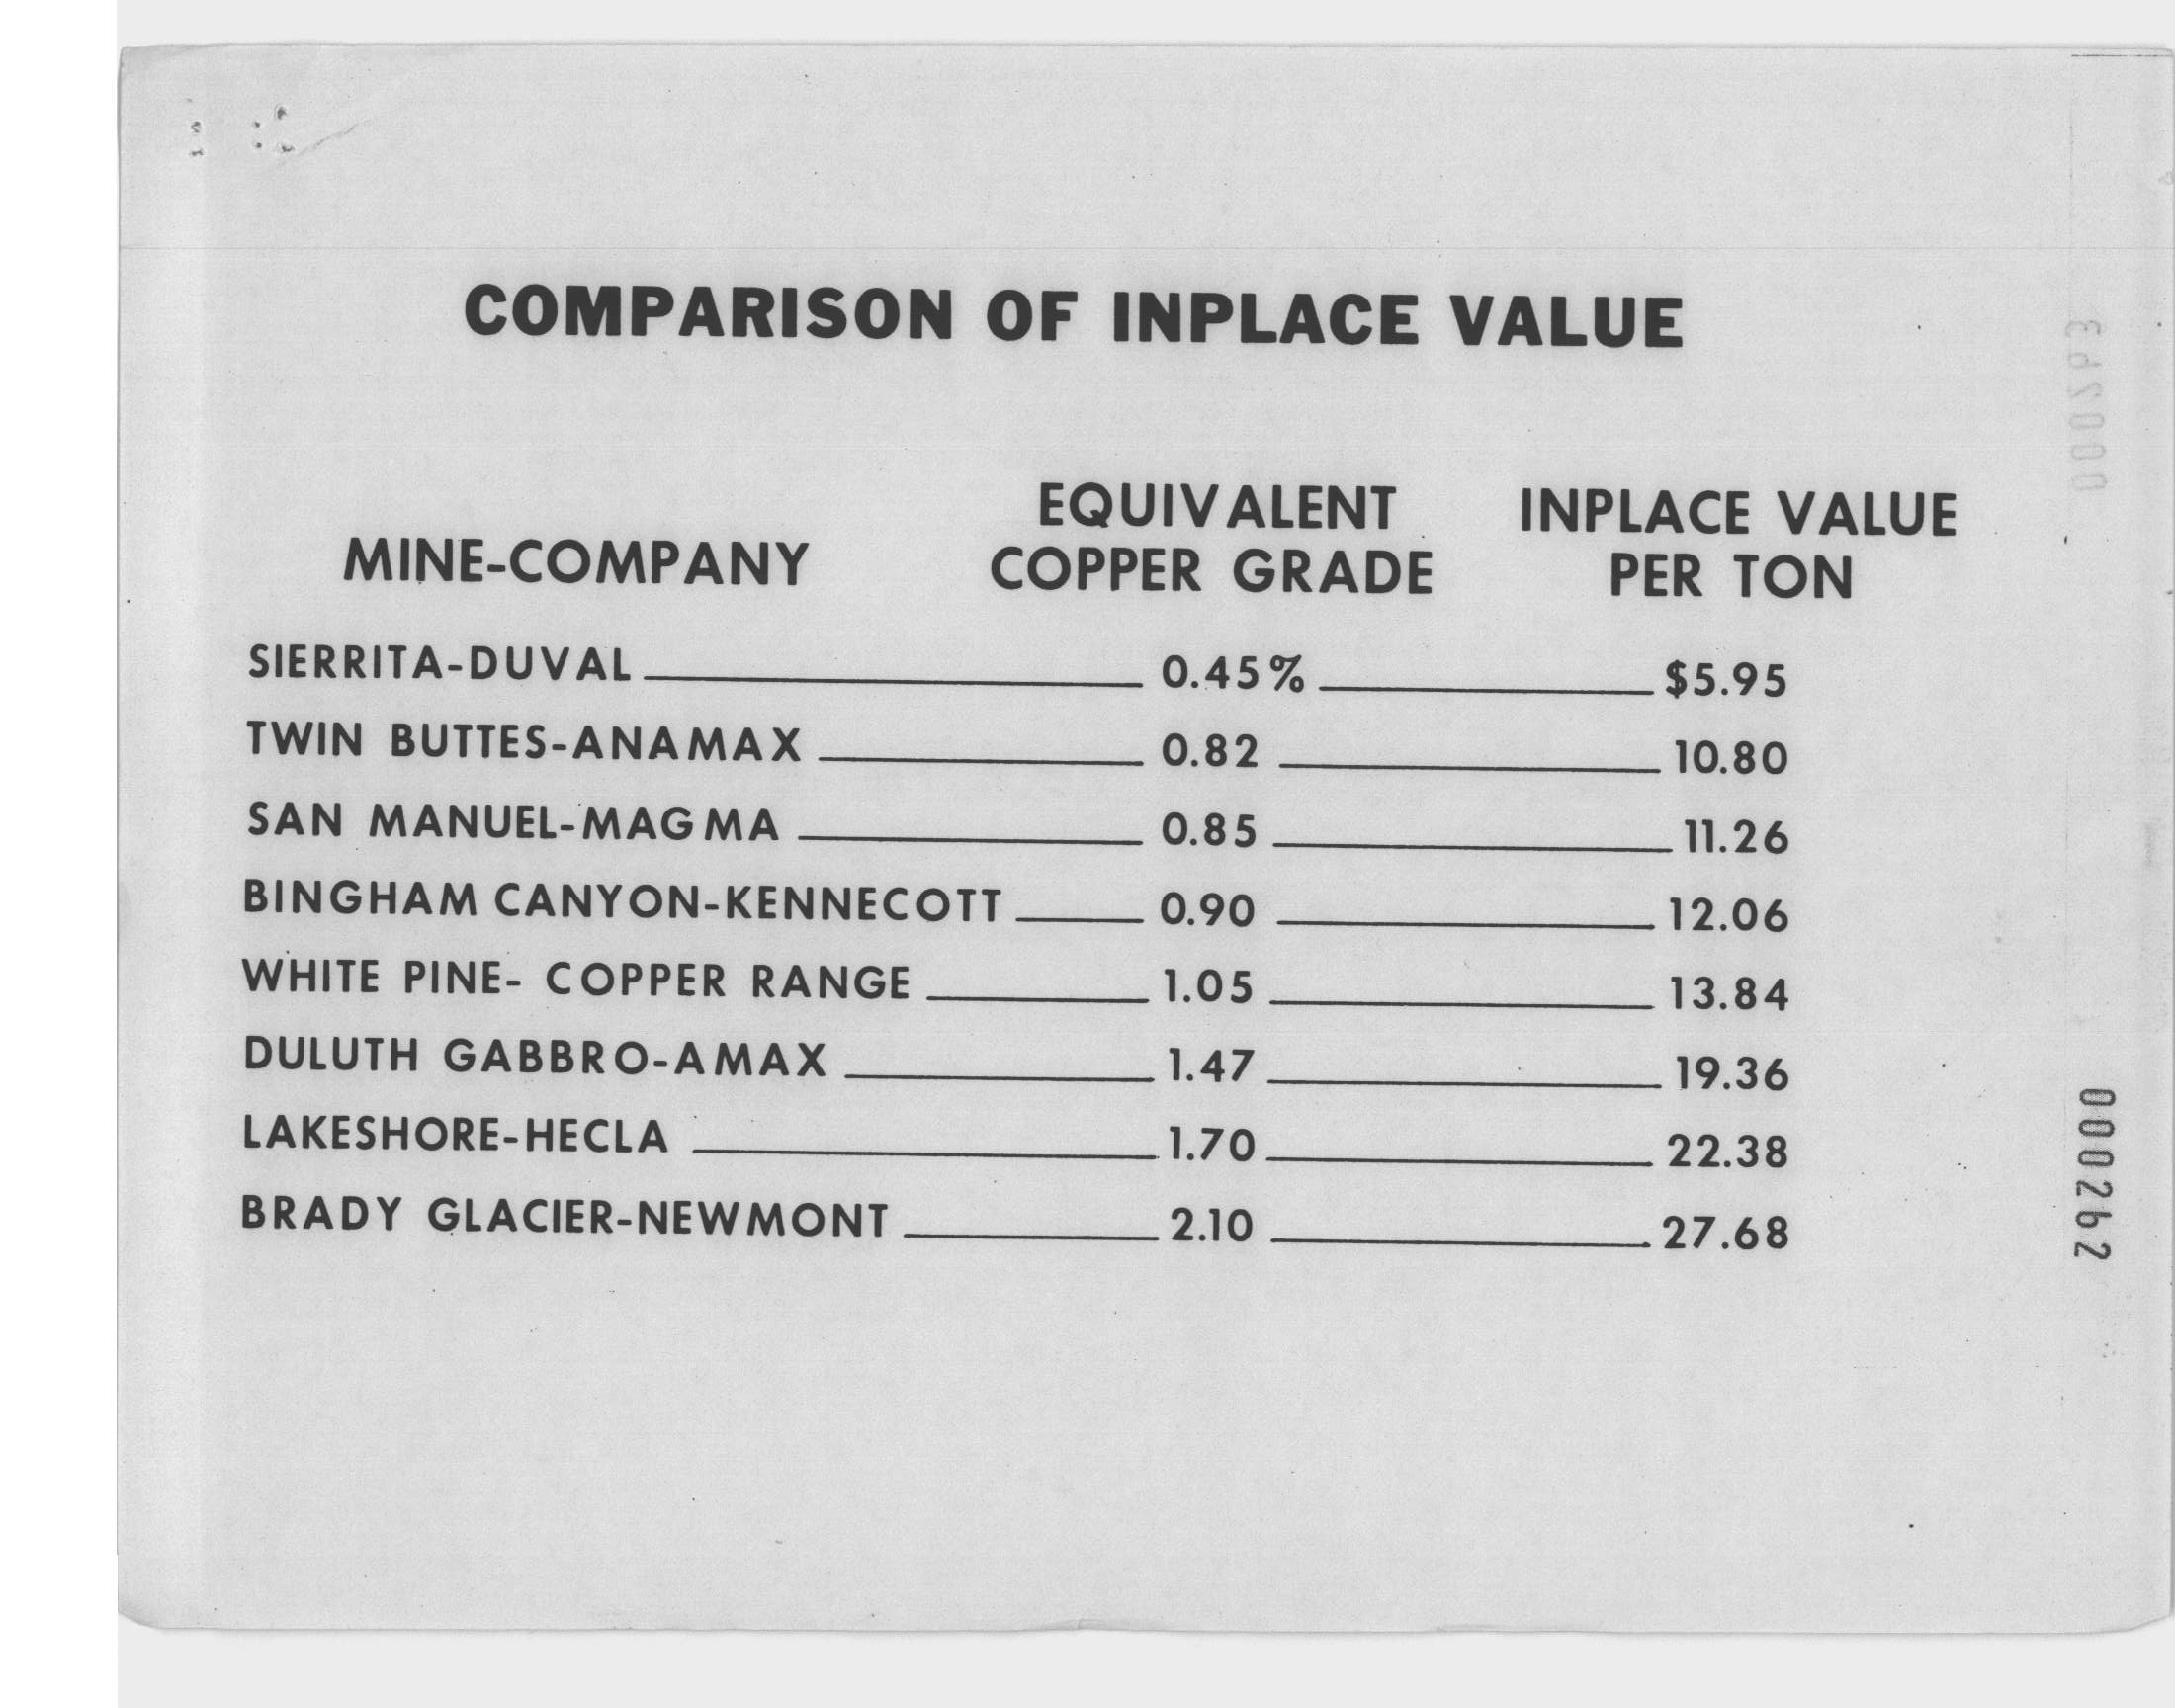 COMPARISON OF INPLACE VALUE
MINE-COMPANY EQUIVALENT COPPER GRADE INPLACE VALUE PER TON
SIERRITA-DUVAL 0.45% $5.95
TWIN BUTTES-ANAMAX 0.82 10.80
SAN MANUEL-MAGMA 0.85 11.26
BINGHAM CANYON-KENNECOTT 0.90 12.06
WHITE PINE- COPPER RANGE 1.05 13.84
DULUTH GABBRO-AMAX 1.47 19.36
LAKESHORE-HECLA 1.70 22.38
BRADY GLACIER-NEWMONT 2.10 27.68
000262
000263